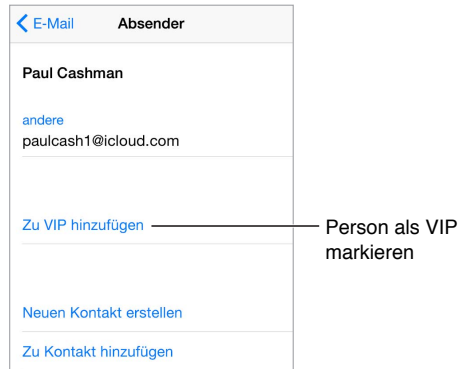 E-Mail Absender
Paul Cashman
andere
paulcash1@icloud.com
Zu VIP hinzufügen
Person als VIP
markieren
Neuen Kontakt erstellen
Zu Kontakt hinzufügen